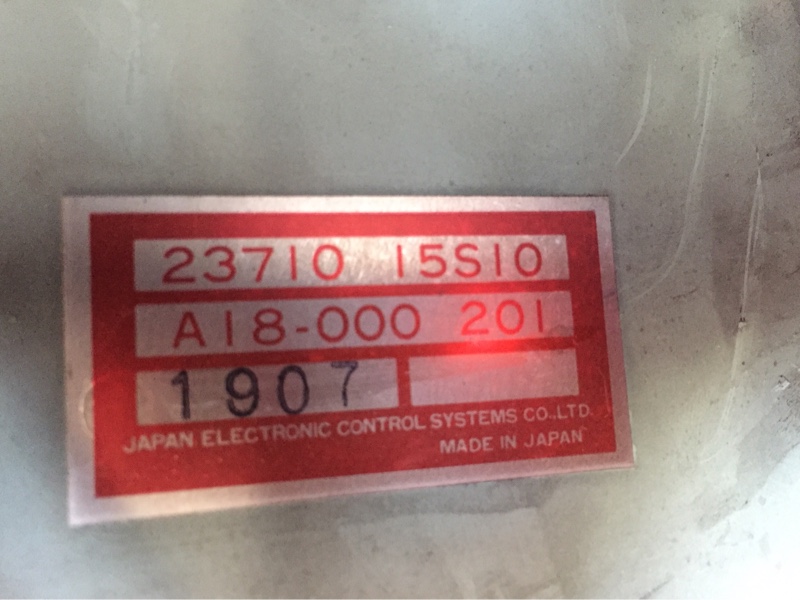 23710 15S10
A18-000 201
1907
JAPAN ELECTRONIC CONTROL SYSTEMS CO.,LTD.
MADE IN JAPAN